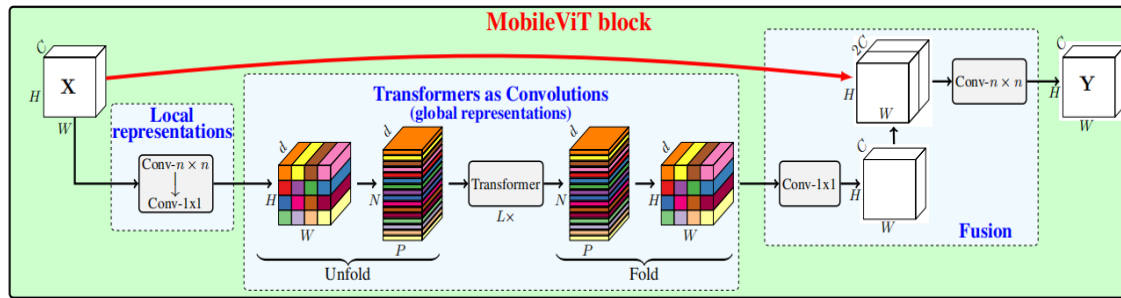 MobileViT block
C
X
H
W
Local
representations
Conv-n × n
Conv-1x1
Transformers as Convolutions
(global representations)
d
H
W
d
N
P
Unfold
Transformer
L×
d
N
P
d
H
W
Fold
Conv-1x1
C
H
W
2C
H
W
Conv-n × n
Fusion
C
Y
H
W